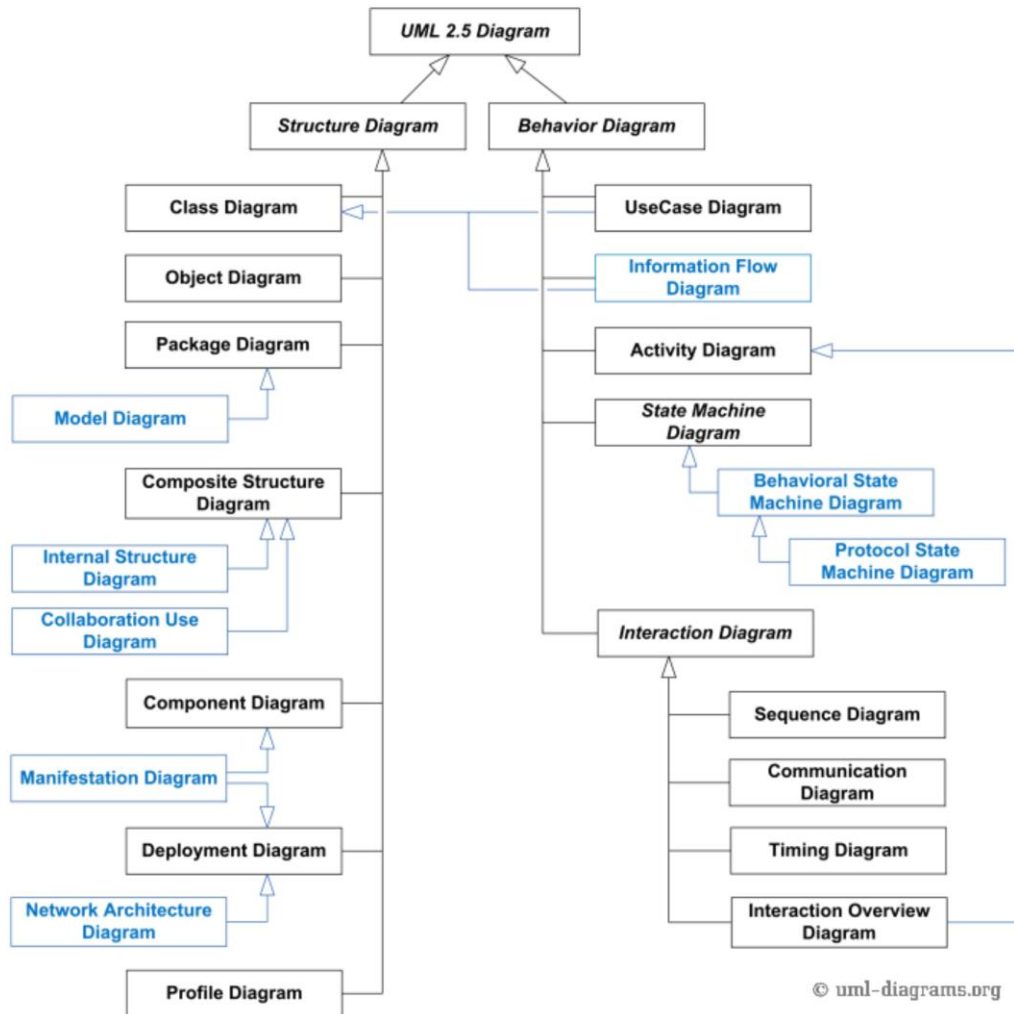 UML 2.5 Diagram
Structure Diagram
Behavior Diagram
Class Diagram
UseCase Diagram
Object Diagram
Information Flow
Diagram
Package Diagram
Activity Diagram
Model Diagram
State Machine
Diagram
Composite Structure
Diagram
Behavioral State
Machine Diagram
Internal Structure
Diagram
Protocol State
Machine Diagram
Collaboration Use
Diagram
Interaction Diagram
Component Diagram
Sequence Diagram
Manifestation Diagram
Communication
Diagram
Deployment Diagram
Timing Diagram
Network Architecture
Diagram
Interaction Overview
Diagram
Profile Diagram
© uml-diagrams.org